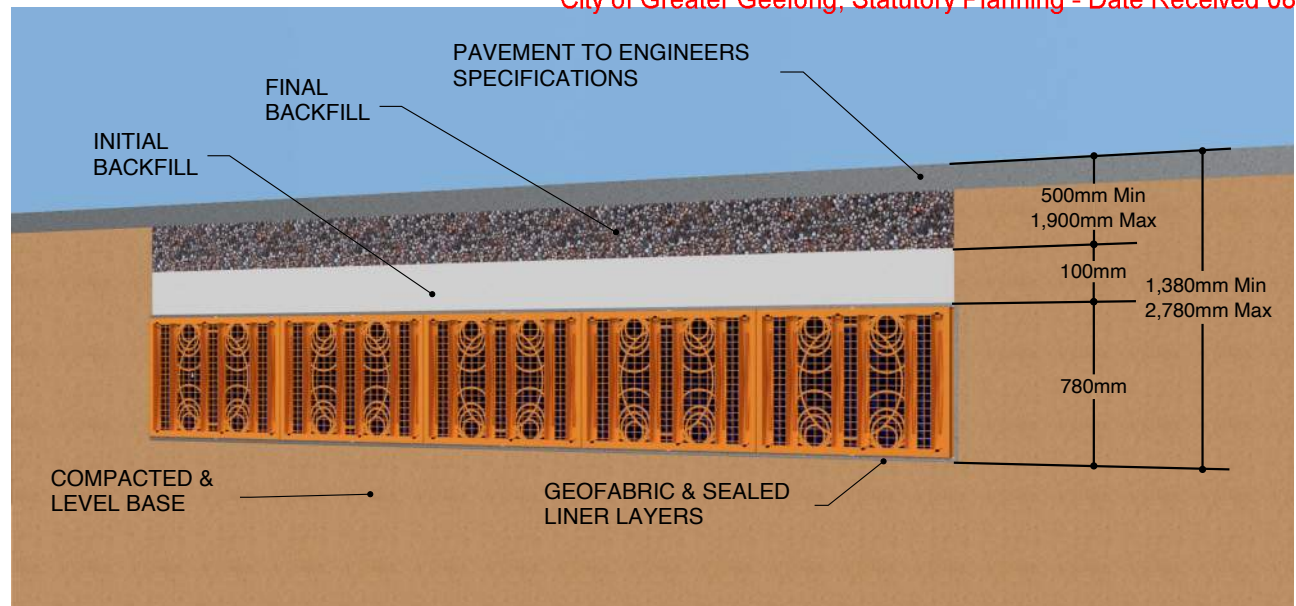 City of Greater Geelong, Statutory Planning - Date Received 08
PAVEMENT TO ENGINEERS
SPECIFICATIONS
FINAL
BACKFILL
INITIAL
BACKFILL
500mm Min
1,900mm Max
100mm
1,380mm Min
2,780mm Max
780mm
COMPACTED &
LEVEL BASE
GEOFABRIC & SEALED
LINER LAYERS